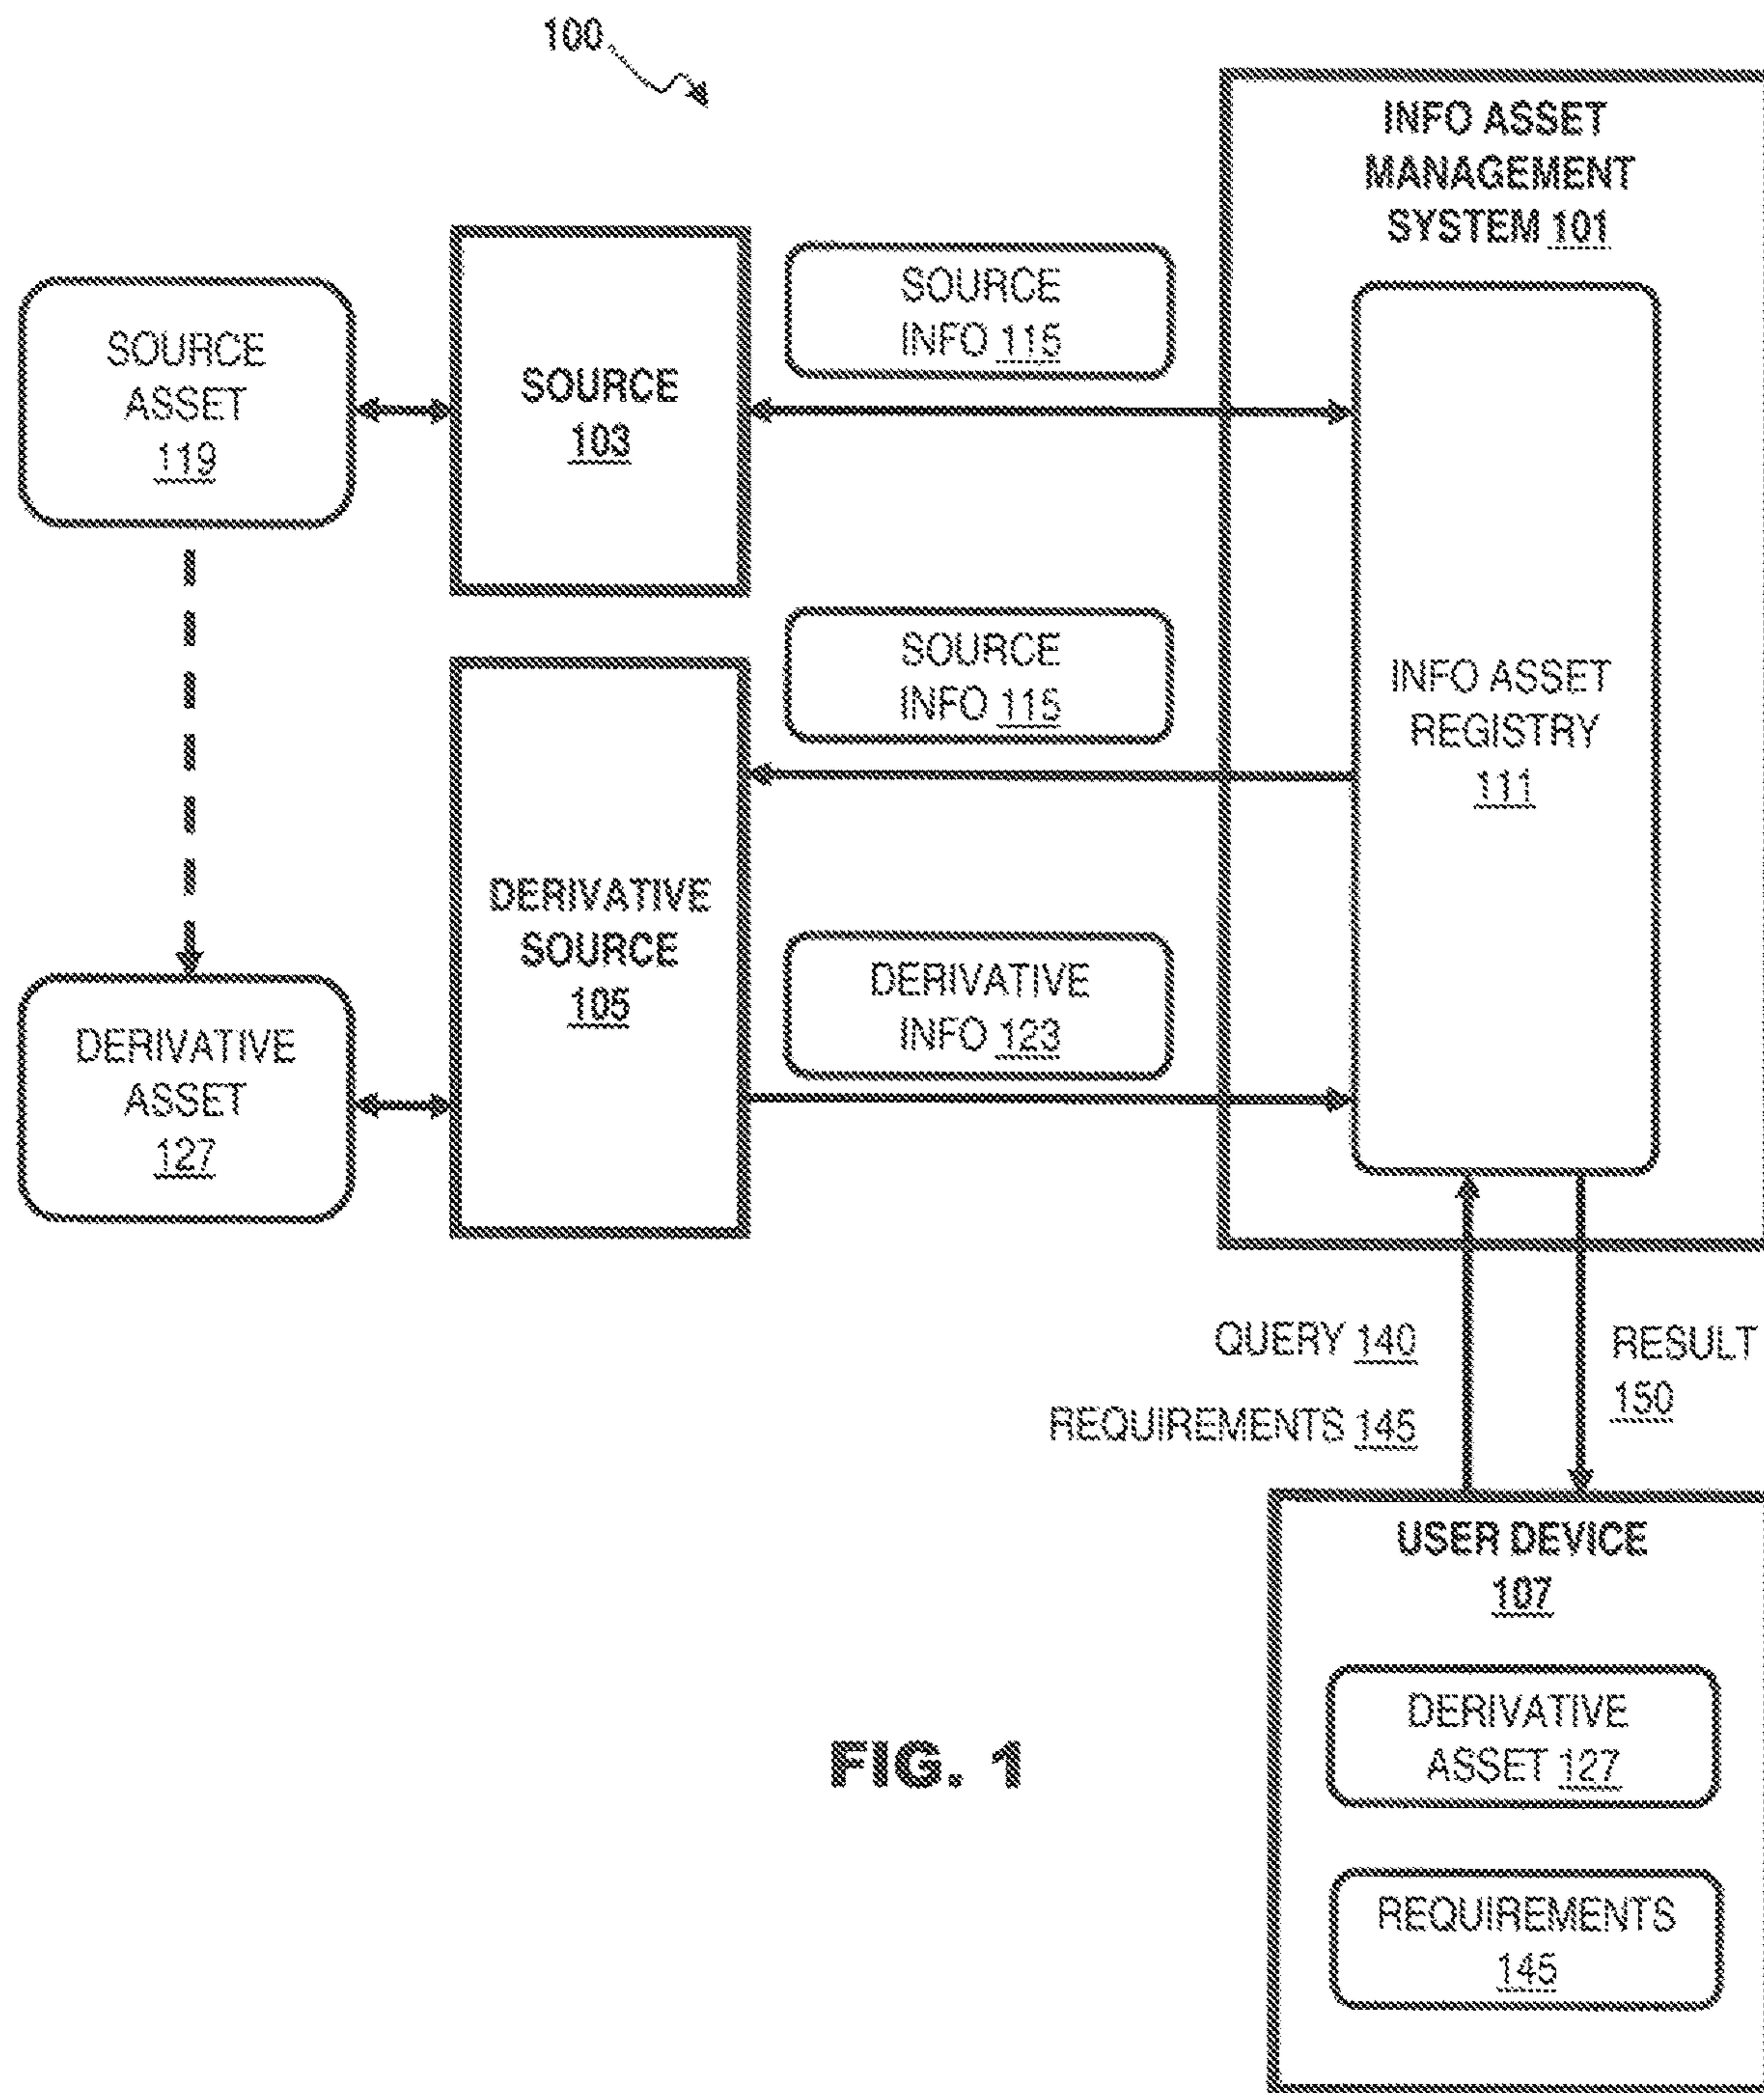 100
INFO ASSET
MANAGEMENT
SYSTEM 101
SOURCE
INFO 115
SOURCE
ASSET
119
SOURCE
103
SOURCE
INFO 115
INFO ASSET
REGISTRY
111
DERIVATIVE
SOURCE
105
DERIVATIVE
INFO 123
DERIVATIVE
ASSET
127
QUERY 140
REQUIREMENTS 145
RESULT
150
USER DEVICE
107
DERIVATIVE
ASSET 127
REQUIREMENTS
145
FIG. 1